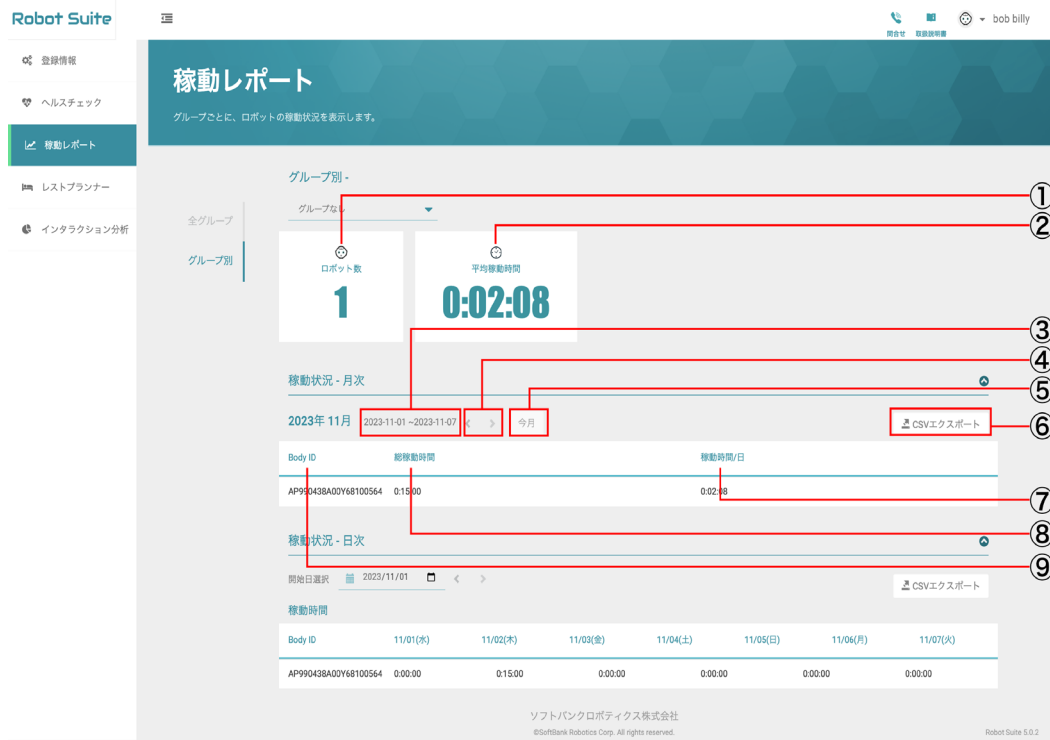 Robot Suite
問合せ 取扱説明書 bob billy
登録情報
ヘルスチェック
稼動レポート
レストプランナー
インタラクション分析
稼動レポート
グループごとに、ロボットの稼動状況を表示します。
全グループ
グループ別
グループ別 -
グループなし
①
②
ロボット数
1
平均稼動時間
0:02:08
③
④
⑤
⑥
稼動状況 - 月次
2023年 11月 2023-11-01 ~2023-11-07 < > 今月 CSVエクスポート
Body ID 総稼動時間 稼動時間/日
AP990438A00Y68100564 0:15:00 0:02:08
⑦
⑧
⑨
稼動状況 - 日次
開始日選択 2023/11/01 < > CSVエクスポート
稼動時間
Body ID 11/01(水) 11/02(木) 11/03(金) 11/04(土) 11/05(日) 11/06(月) 11/07(火)
AP990438A00Y68100564 0:00:00 0:15:00 0:00:00 0:00:00 0:00:00 0:00:00
ソフトバンクロボティクス株式会社
©SoftBank Robotics Corp. All rights reserved.
Robot Suite 5.0.2